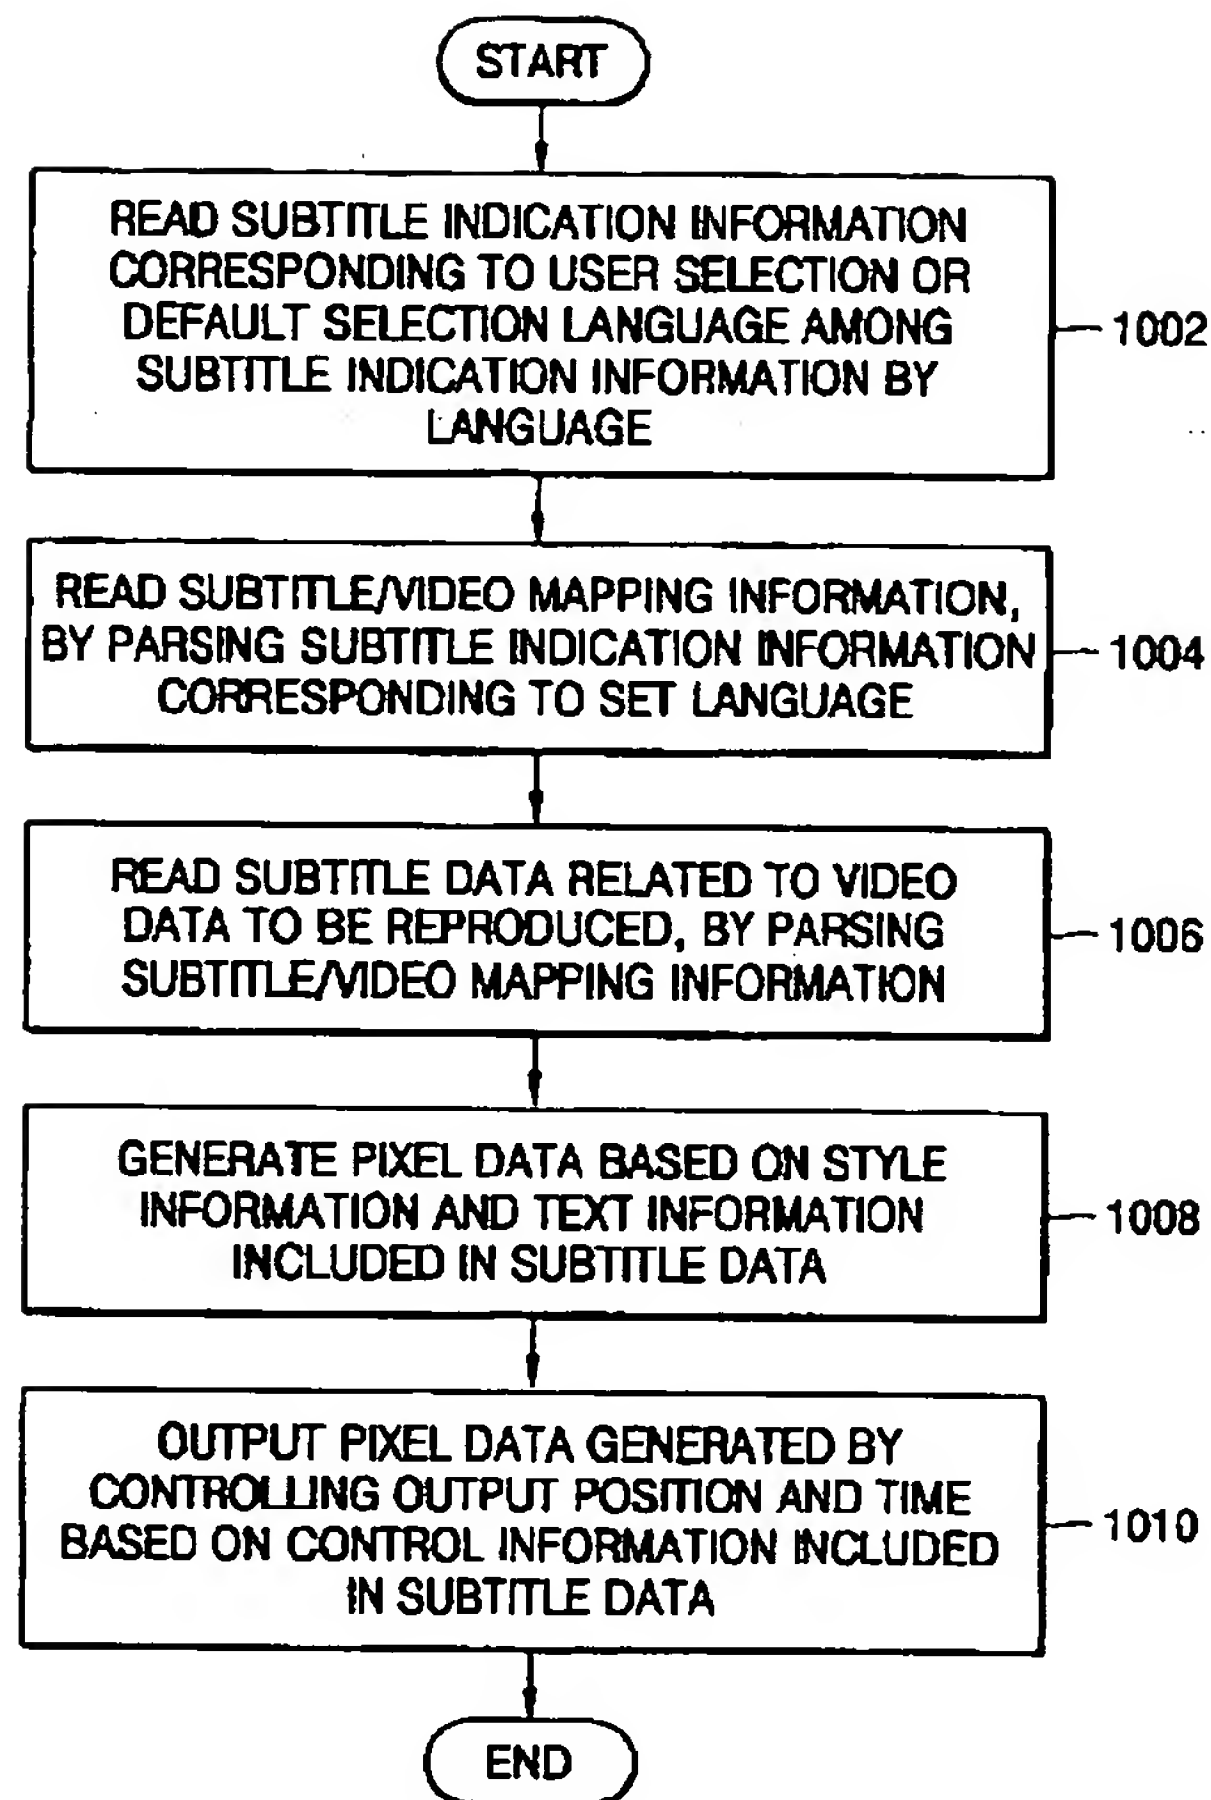 START
READ SUBTITLE INDICATION INFORMATION
CORRESPONDING TO USER SELECTION OR
DEFAULT SELECTION LANGUAGE AMONG
SUBTITLE INDICATION INFORMATION BY
LANGUAGE
1002
READ SUBTITLE/VIDEO MAPPING INFORMATION,
BY PARSING SUBTITLE INDICATION INFORMATION
CORRESPONDING TO SET LANGUAGE
1004
READ SUBTITLE DATA RELATED TO VIDEO
DATA TO BE REPRODUCED, BY PARSING
SUBTITLE/VIDEO MAPPING INFORMATION
1006
GENERATE PIXEL DATA BASED ON STYLE
INFORMATION AND TEXT INFORMATION
INCLUDED IN SUBTITLE DATA
1008
OUTPUT PIXEL DATA GENERATED BY
CONTROLLING OUTPUT POSITION AND TIME
BASED ON CONTROL INFORMATION INCLUDED
IN SUBTITLE DATA
1010
END